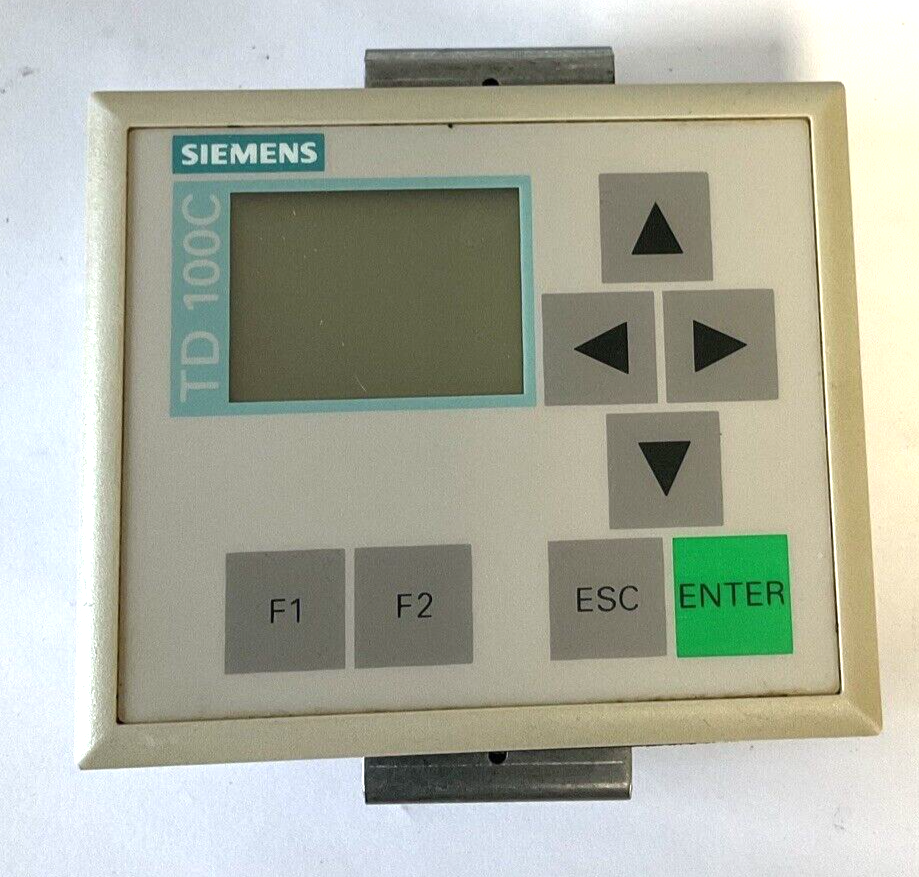 SIEMENS
TD 100C
F1
F2
ESC
ENTER